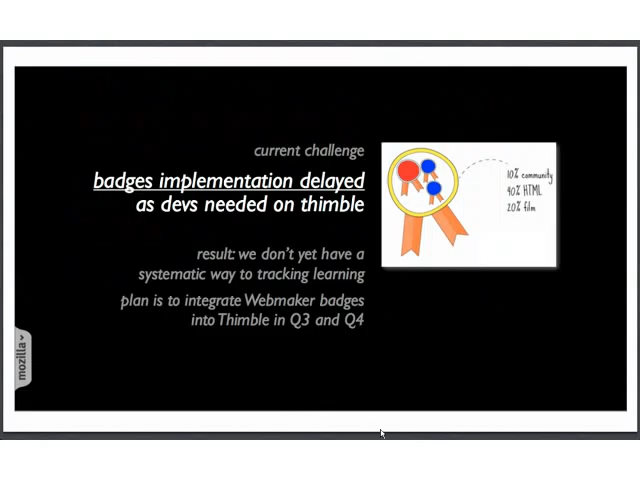 current challenge
badges implementation delayed
as devs needed on thimble
result: we don't yet have a
systematic way to tracking learning
plan is to integrate Webmaker badges
into Thimble in Q3 and Q4
10% community
40% HTML
20% film
mozilla